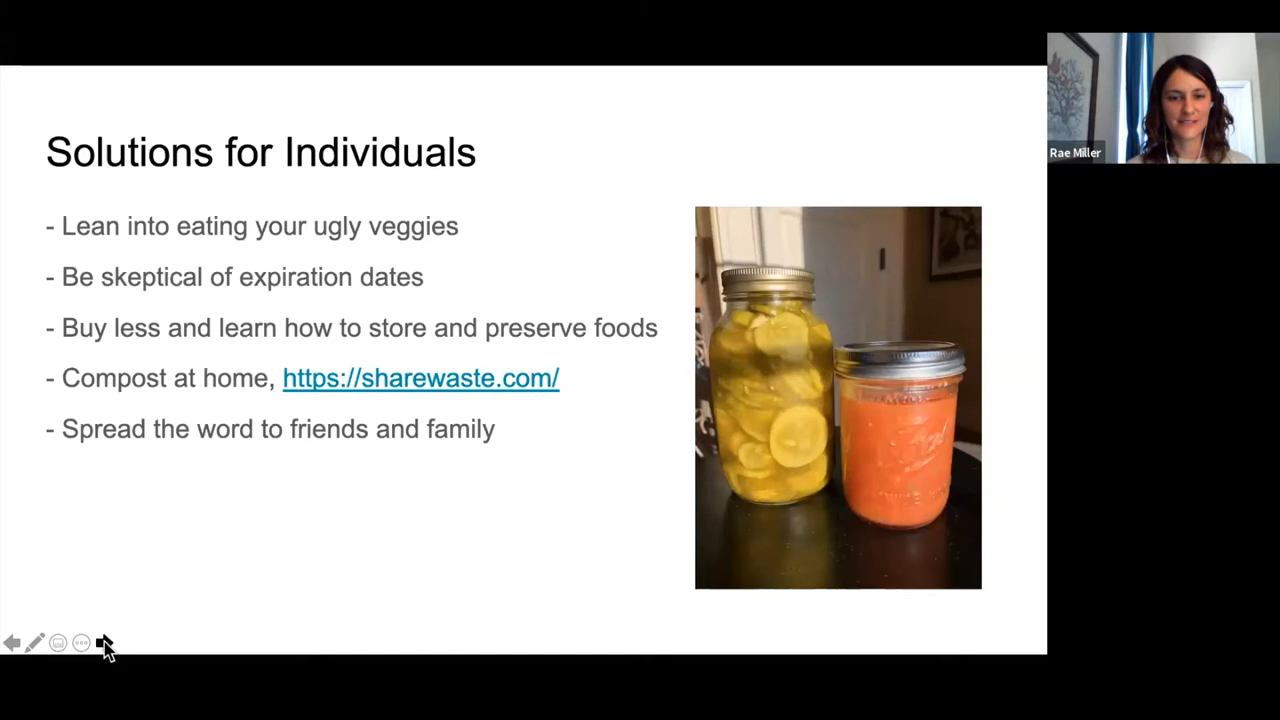 Solutions for Individuals
- Lean into eating your ugly veggies
- Be skeptical of expiration dates
- Buy less and learn how to store and preserve foods
- Compost at home, https://sharewaste.com/
- Spread the word to friends and family
Rae Miller